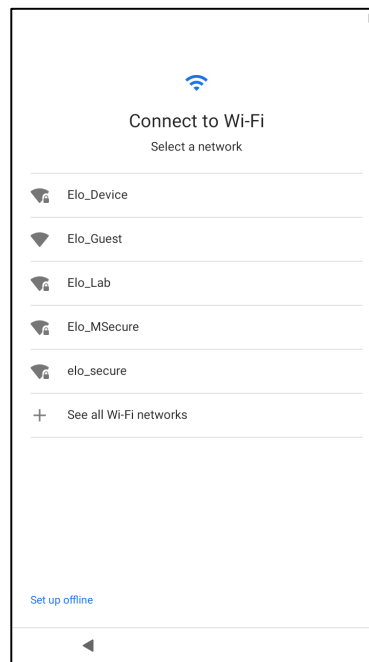 Connect to Wi-Fi
Select a network
Elo_Device
Elo_Guest
Elo_Lab
Elo_MSecure
elo_secure
See all Wi-Fi networks
Set up offline